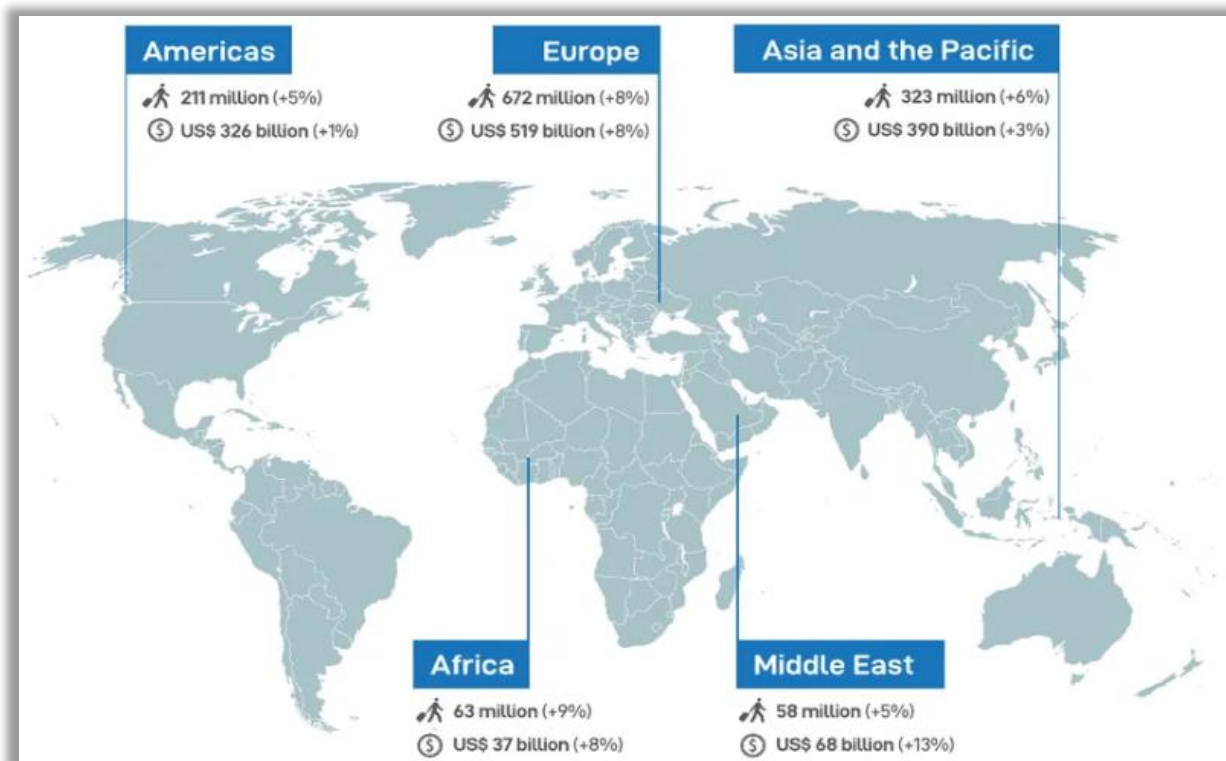 Americas
211 million (+5%)
US$ 326 billion (+1%)
Europe
672 million (+8%)
US$ 519 billion (+8%)
Asia and the Pacific
323 million (+6%)
US$ 390 billion (+3%)
Africa
63 million (+9%)
US$ 37 billion (+8%)
Middle East
58 million (+5%)
US$ 68 billion (+13%)